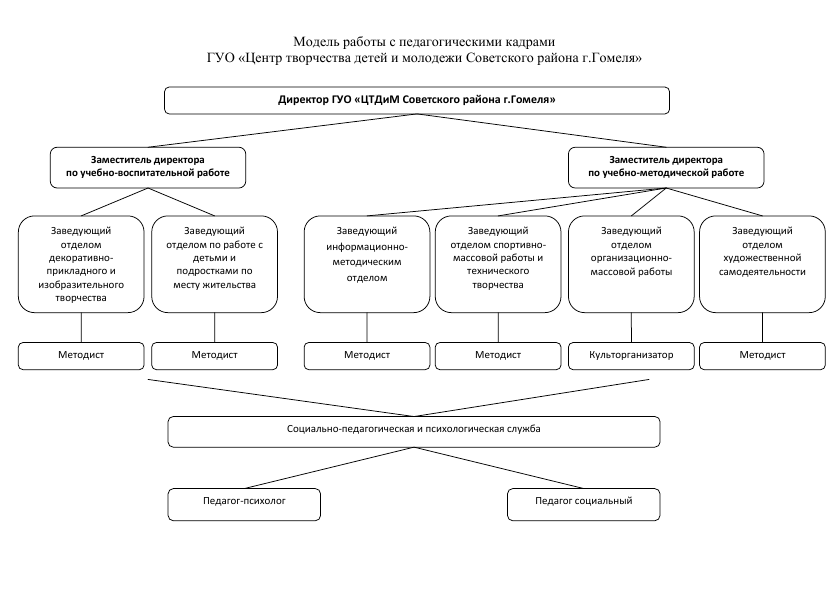 Модель работы с педагогическими кадрами
ГУО «Центр творчества детей и молодежи Советского района г.Гомеля»
Директор ГУО «ЦТДиМ Советского района г.Гомеля»
Заместитель директора
по учебно-воспитательной работе
Заместитель директора
по учебно-методической работе
Заведующий
отделом
декоративно-
прикладного и
изобразительного
творчества
Заведующий
отделом по работе с
детьми и
подростками по
месту жительства
Заведующий
информационно-
методическим
отделом
Заведующий
отделом спортивно-
массовой работы и
технического
творчества
Заведующий
отделом
организационно-
массовой работы
Заведующий
отделом
художественной
самодеятельности
Методист
Методист
Методист
Методист
Культорганизатор
Методист
Социально-педагогическая и психологическая служба
Педагог-психолог
Педагог социальный